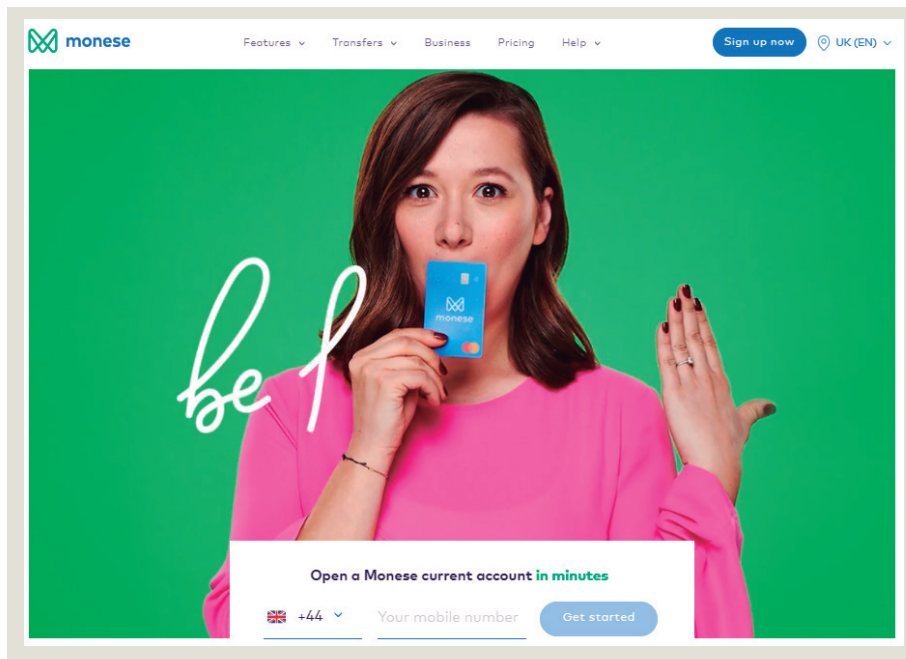 monese
Features Transfers Business Pricing Help
Sign up now
UK (EN)
be l
monese
Open a Monese current account in minutes
+44 Your mobile number Get started